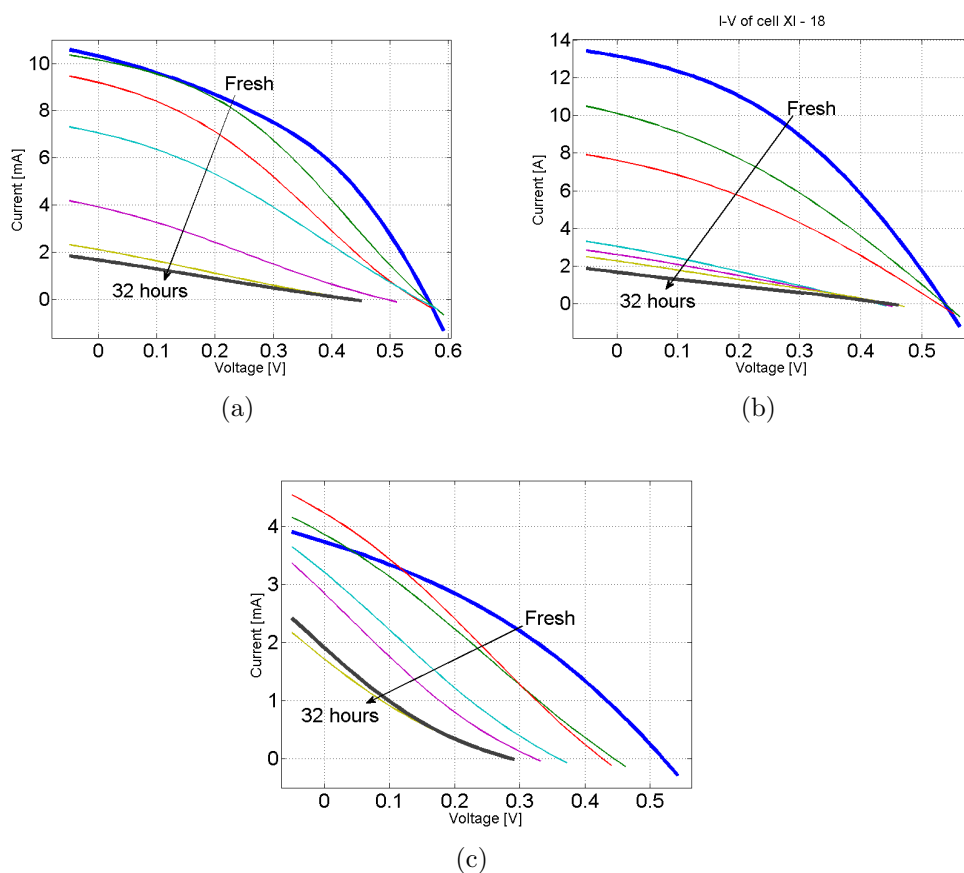 10
8
6
4
2
0
Current [mA]
Fresh
32 hours
0 0.1 0.2 0.3 0.4 0.5 0.6
Voltage [V]
(a)
I-V of cell XI - 18
14
12
10
8
6
4
2
0
Current [A]
Fresh
32 hours
0 0.1 0.2 0.3 0.4 0.5
Voltage [V]
(b)
4
3
2
1
0
Current [mA]
Fresh
32 hours
0 0.1 0.2 0.3 0.4 0.5
Voltage [V]
(c)